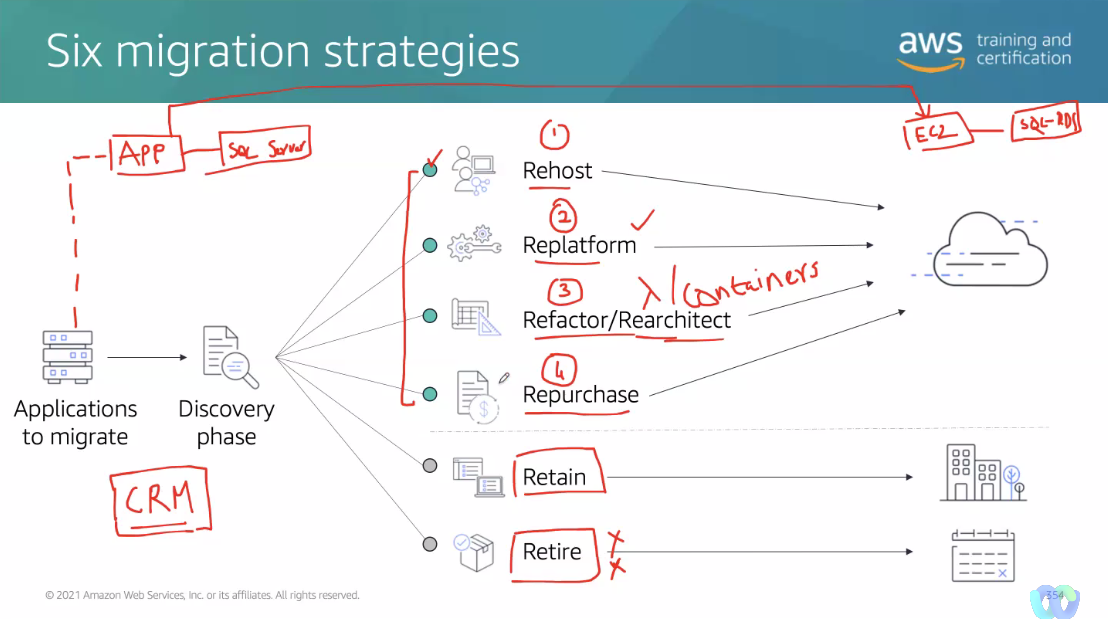 Six migration strategies
aws training and
certification
APP
SQL Server
EC2
SQL-RDS
1
Rehost
2
Replatform
3
λ/containers
Refactor/Rearchitect
4
Repurchase
Applications
to migrate
Discovery
phase
CRM
Retain
Retire
© 2021 Amazon Web Services, Inc. or its affiliates. All rights reserved.
354